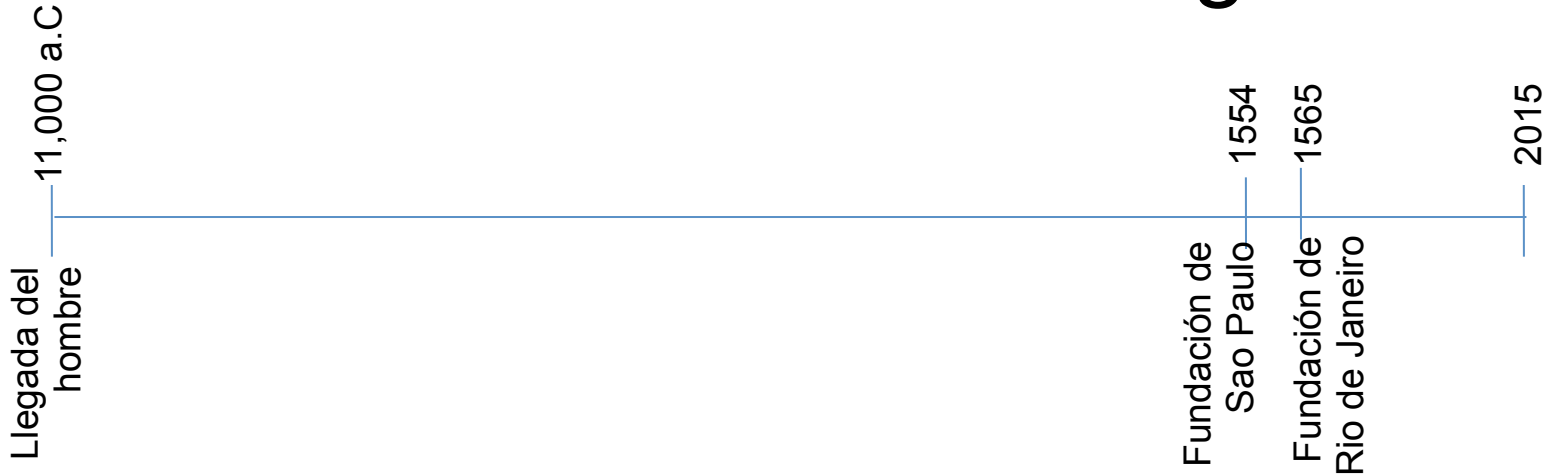 11,000 a.C
1554
1565
2015
Llegada del
hombre
Fundación de
Sao Paulo
Fundación de
Rio de Janeiro